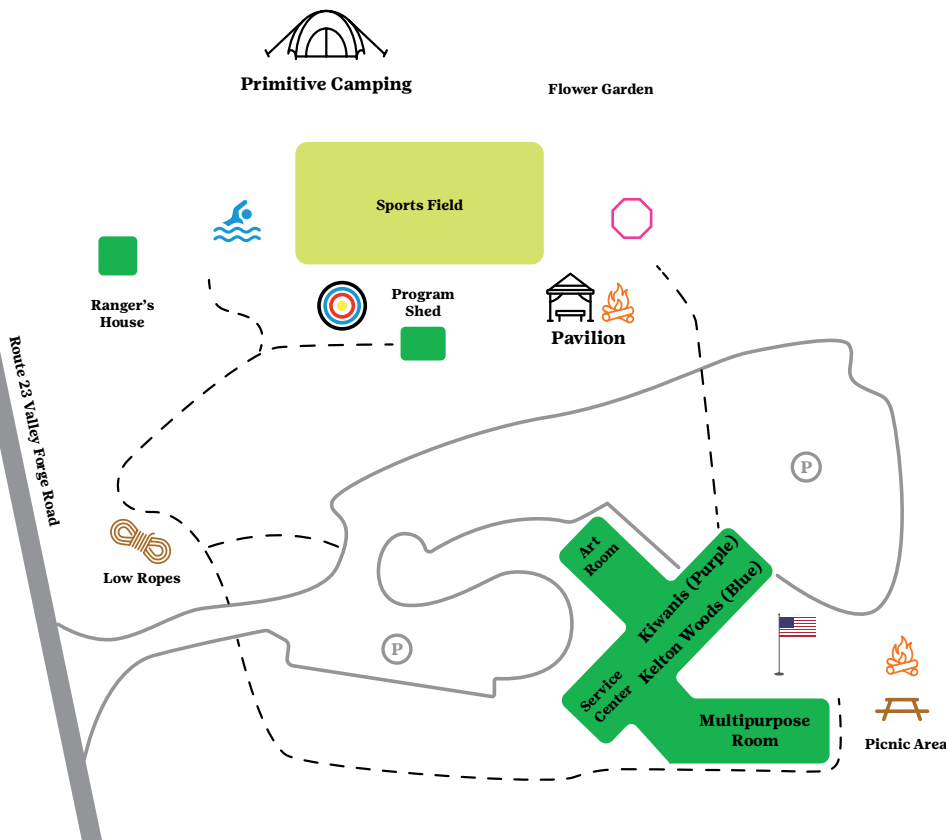 Primitive Camping
Flower Garden
Sports Field
Ranger's
House
Program
Shed
Pavilion
Route 23 Valley Forge Road
P
Low Ropes
Art
Room
Kiwanis (Purple)
Kelton Woods (Blue)
P
Service
Center
Multipurpose
Room
Picnic Area